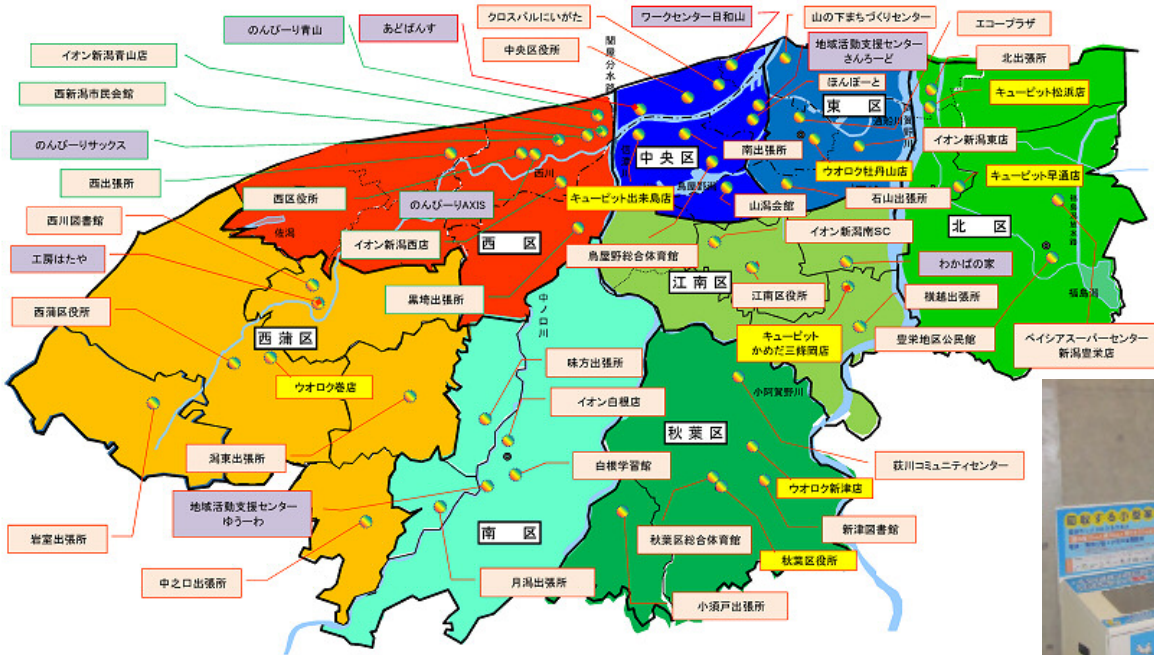 クロスパルにいがた
ワークセンター日和山
山の下まちづくりセンター
エコープラザ
のんびーり青山
あどばんす
中央区役所
関屋分水路
地域活動支援センター
さんろーど
北出張所
イオン新潟青山店
ほんぽーと
キューピット松浜店
西新潟市民会館
東 区
イオン新潟東店
のんびーりサックス
中央区
南出張所
ウオロク牡丹山店
キューピット早通店
西出張所
西川
鳥屋野潟
西区役所
のんびーりAXIS
キューピット出来島店
山潟会館
石山出張所
西川図書館
佐潟
イオン新潟西店
西 区
鳥屋野総合体育館
イオン新潟南SC
北 区
工房はたや
江南区
わかばの家
福島潟
黒埼出張所
中ノロ川
江南区役所
横越出張所
西蒲区役所
西蒲区
キューピット
かめだ三條岡店
豊栄地区公民館
ベイシアスーパーセンター
新潟豊栄店
ウオロク巻店
味方出張所
小阿賀野川
イオン白根店
秋葉区
潟東出張所
白根学習館
荻川コミュニティセンター
ウオロク新津店
地域活動支援センター
ゆうーわ
岩室出張所
南 区
秋葉区総合体育館
新津図書館
秋葉区役所
中之口出張所
月潟出張所
小須戸出張所